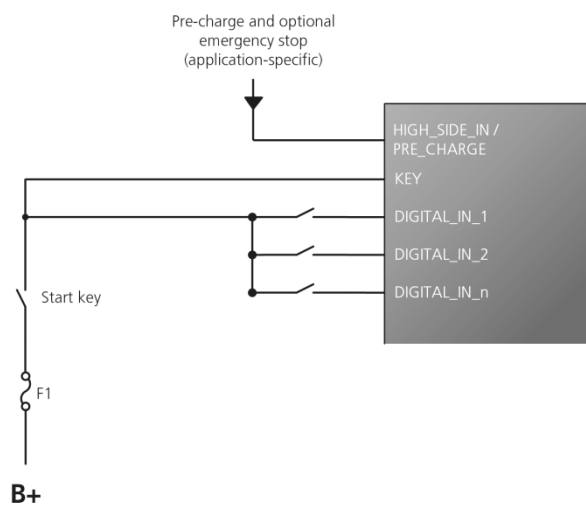 Pre-charge and optional
emergency stop
(application-specific)
HIGH_SIDE_IN /
PRE_CHARGE
KEY
DIGITAL_IN_1
DIGITAL_IN_2
DIGITAL_IN_n
Start key
F1
B+